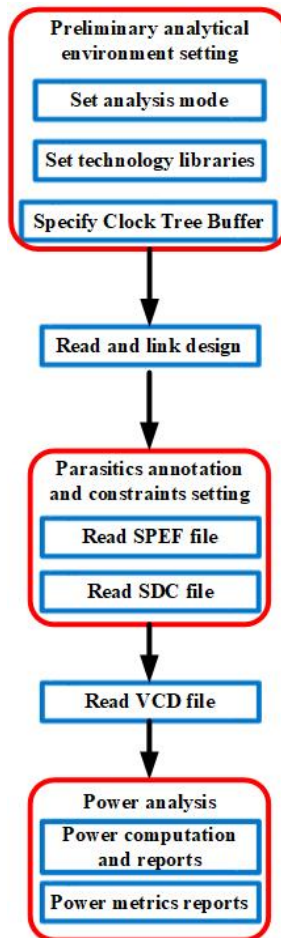 Preliminary analytical
environment setting
Set analysis mode
Set technology libraries
Specify Clock Tree Buffer
Read and link design
Parasitics annotation
and constraints setting
Read SPEF file
Read SDC file
Read VCD file
Power analysis
Power computation
and reports
Power metrics reports